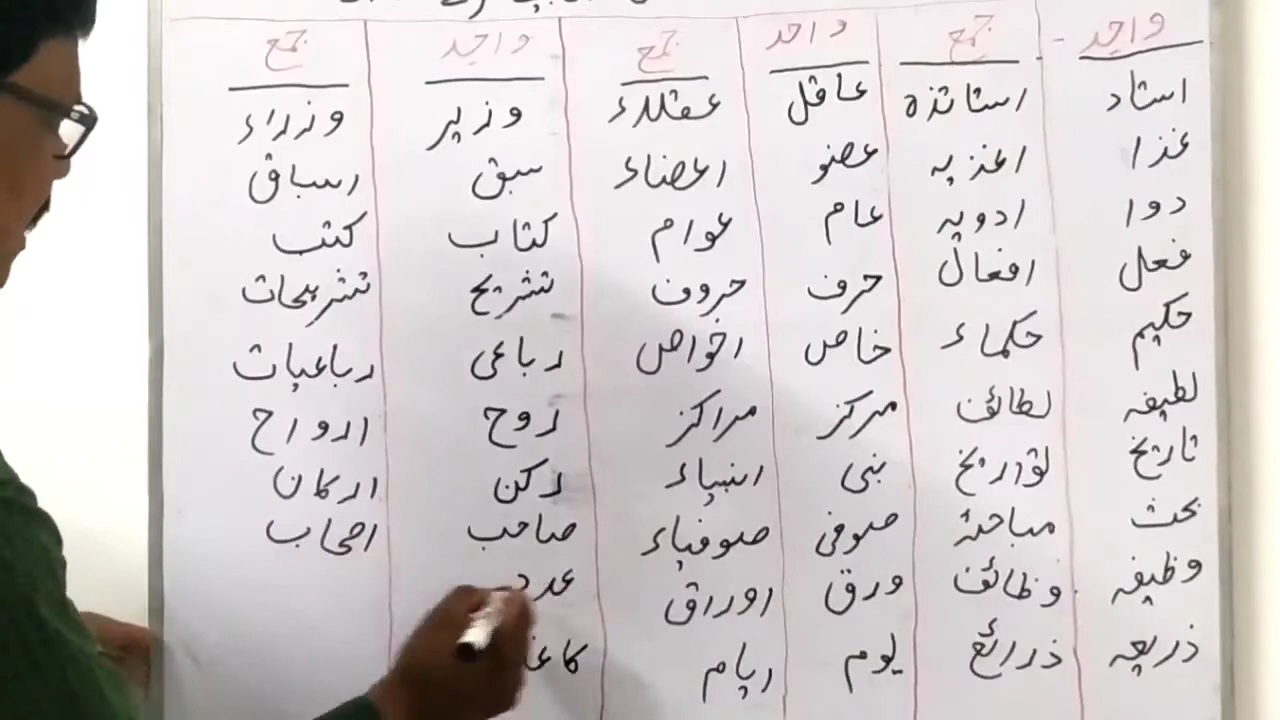 واحد جمع واحد جمع واحد جمع
استاد اساتذہ عاقل عقلاء وزیر وزراء
غذا اغذیہ عضو اعضاء سبق اسباق
دوا ادویہ عام عوام کتاب کتب
فعل افعال حرف حروف تشریح تشریحات
حکیم حکماء خاص اخواص رباعی رباعیات
لطیفہ لطائف مرکز مراکز روح ارواح
تاریخ تواریخ نبی انبیاء رکن ارکان
بحث مباحثہ صوفی صوفیاء صاحب اصحاب
وظیفہ وظائف ورق اوراق عدد
ذریعہ ذرائع یوم ایام